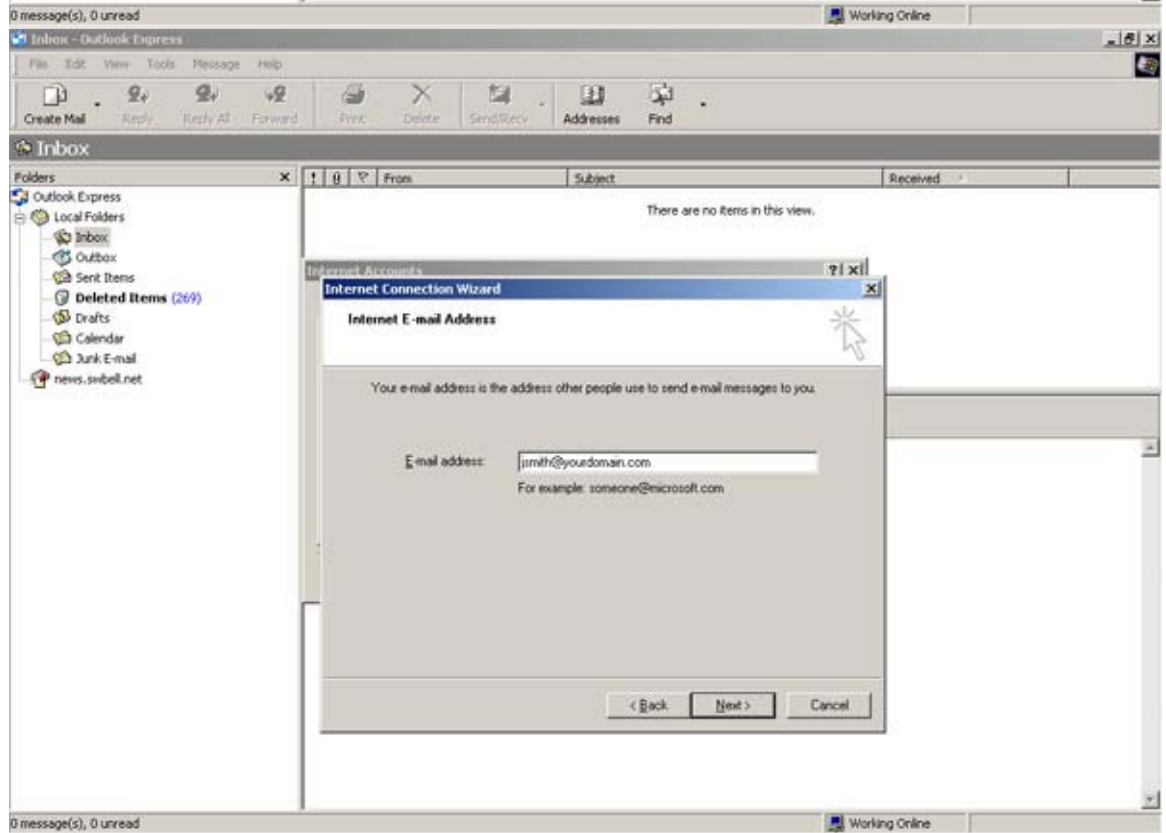 0 message(s), 0 unread
Working Online
Inbox - Outlook Express
File Edit View Tools Message Help
Create Mail Reply Reply All Forward Print Delete Send/Recv Addresses Find
Inbox
Folders
! From Subject Received
Outlook Express
There are no items in this view.
Local Folders
Inbox
Outbox
Sent Items
Deleted Items (269)
Drafts
Calendar
Junk E-mail
news.swbell.net
Internet Accounts
Internet Connection Wizard
Internet E-mail Address
Your e-mail address is the address other people use to send e-mail messages to you.
E-mail address: jsmith@yourdomain.com
For example: someone@microsoft.com
< Back Next > Cancel
0 message(s), 0 unread
Working Online